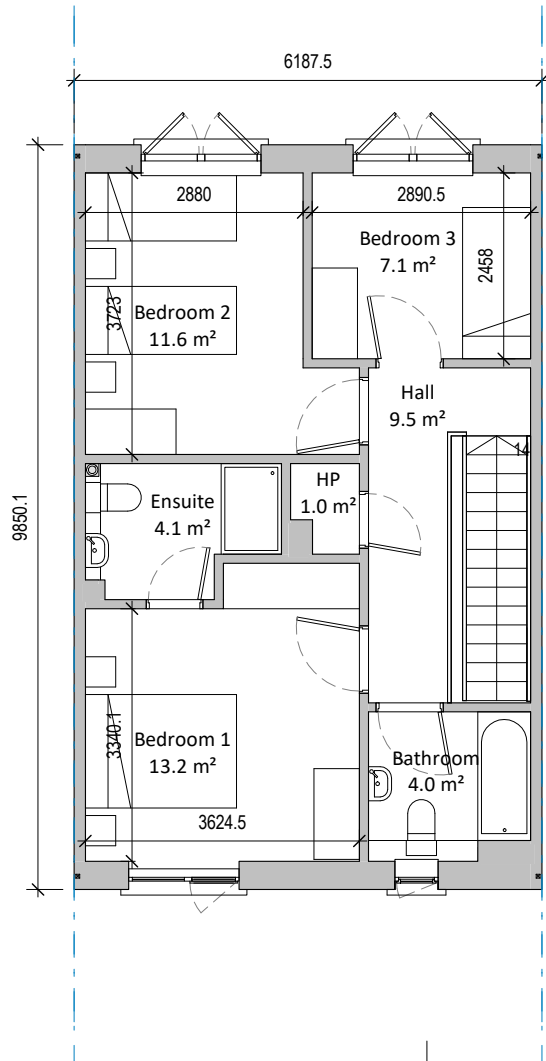 6187.5
2880
2890.5
Bedroom 3
7.1 m²
2458
3723
Bedroom 2
11.6 m²
Hall
9.5 m²
14
9850.1
HP
1.0 m²
Ensuite
4.1 m²
3340.1
Bedroom 1
13.2 m²
Bathroom
4.0 m²
3624.5